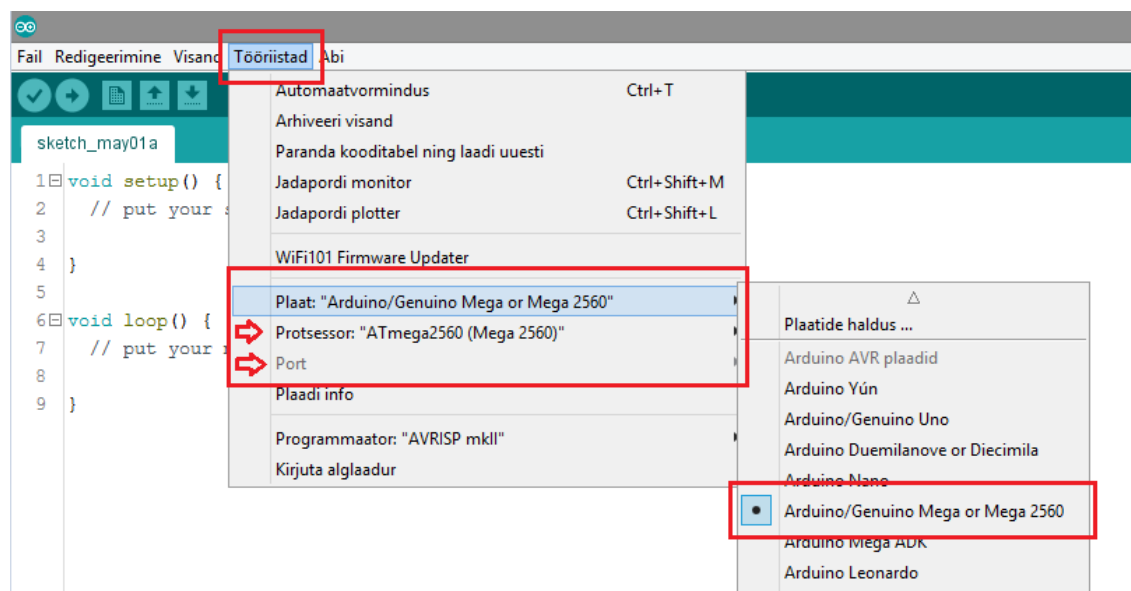 Fail Redigeerimine Visand Tööriistad Abi
sketch_may01a
1 void setup() {
2 // put your
3
4 }
5
6 void loop() {
7 // put your
8
9 }
Automaatvormindus Ctrl+T
Arhiveeri visand
Paranda kooditabel ning laadi uuesti
Jadapordi monitor Ctrl+Shift+M
Jadapordi plotter Ctrl+Shift+L
WiFi101 Firmware Updater
Plaat: "Arduino/Genuino Mega or Mega 2560"
Protsessor: "ATmega2560 (Mega 2560)"
Port
Plaadi info
Programmaator: "AVRISP mkII"
Kirjuta alglaadur
Plaatide haldus ...
Arduino AVR plaadid
Arduino Yún
Arduino/Genuino Uno
Arduino Duemilanove or Diecimila
Arduino Nano
Arduino/Genuino Mega or Mega 2560
Arduino Mega ADK
Arduino Leonardo